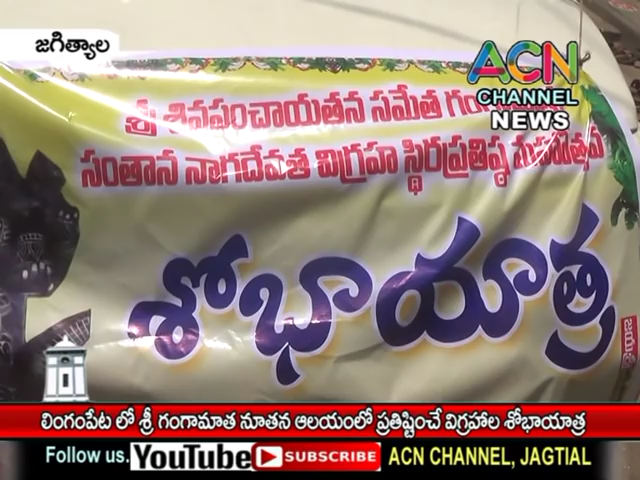 జగిత్యాల
ACN
CHANNEL
NEWS
శ్రీ శివపంచాయతన సమేత
సంతాన నాగదేవత విగ్రహ స్థిరప్రతిష్ఠ మహోత్సవ
శోభాయాత్ర
లింగంపేట లో శ్రీ గంగామాత నూతన ఆలయంలో ప్రతిష్టించే విగ్రహాల శోభాయాత్ర
Follow us. YouTube SUBSCRIBE ACN CHANNEL, JAGTIAL